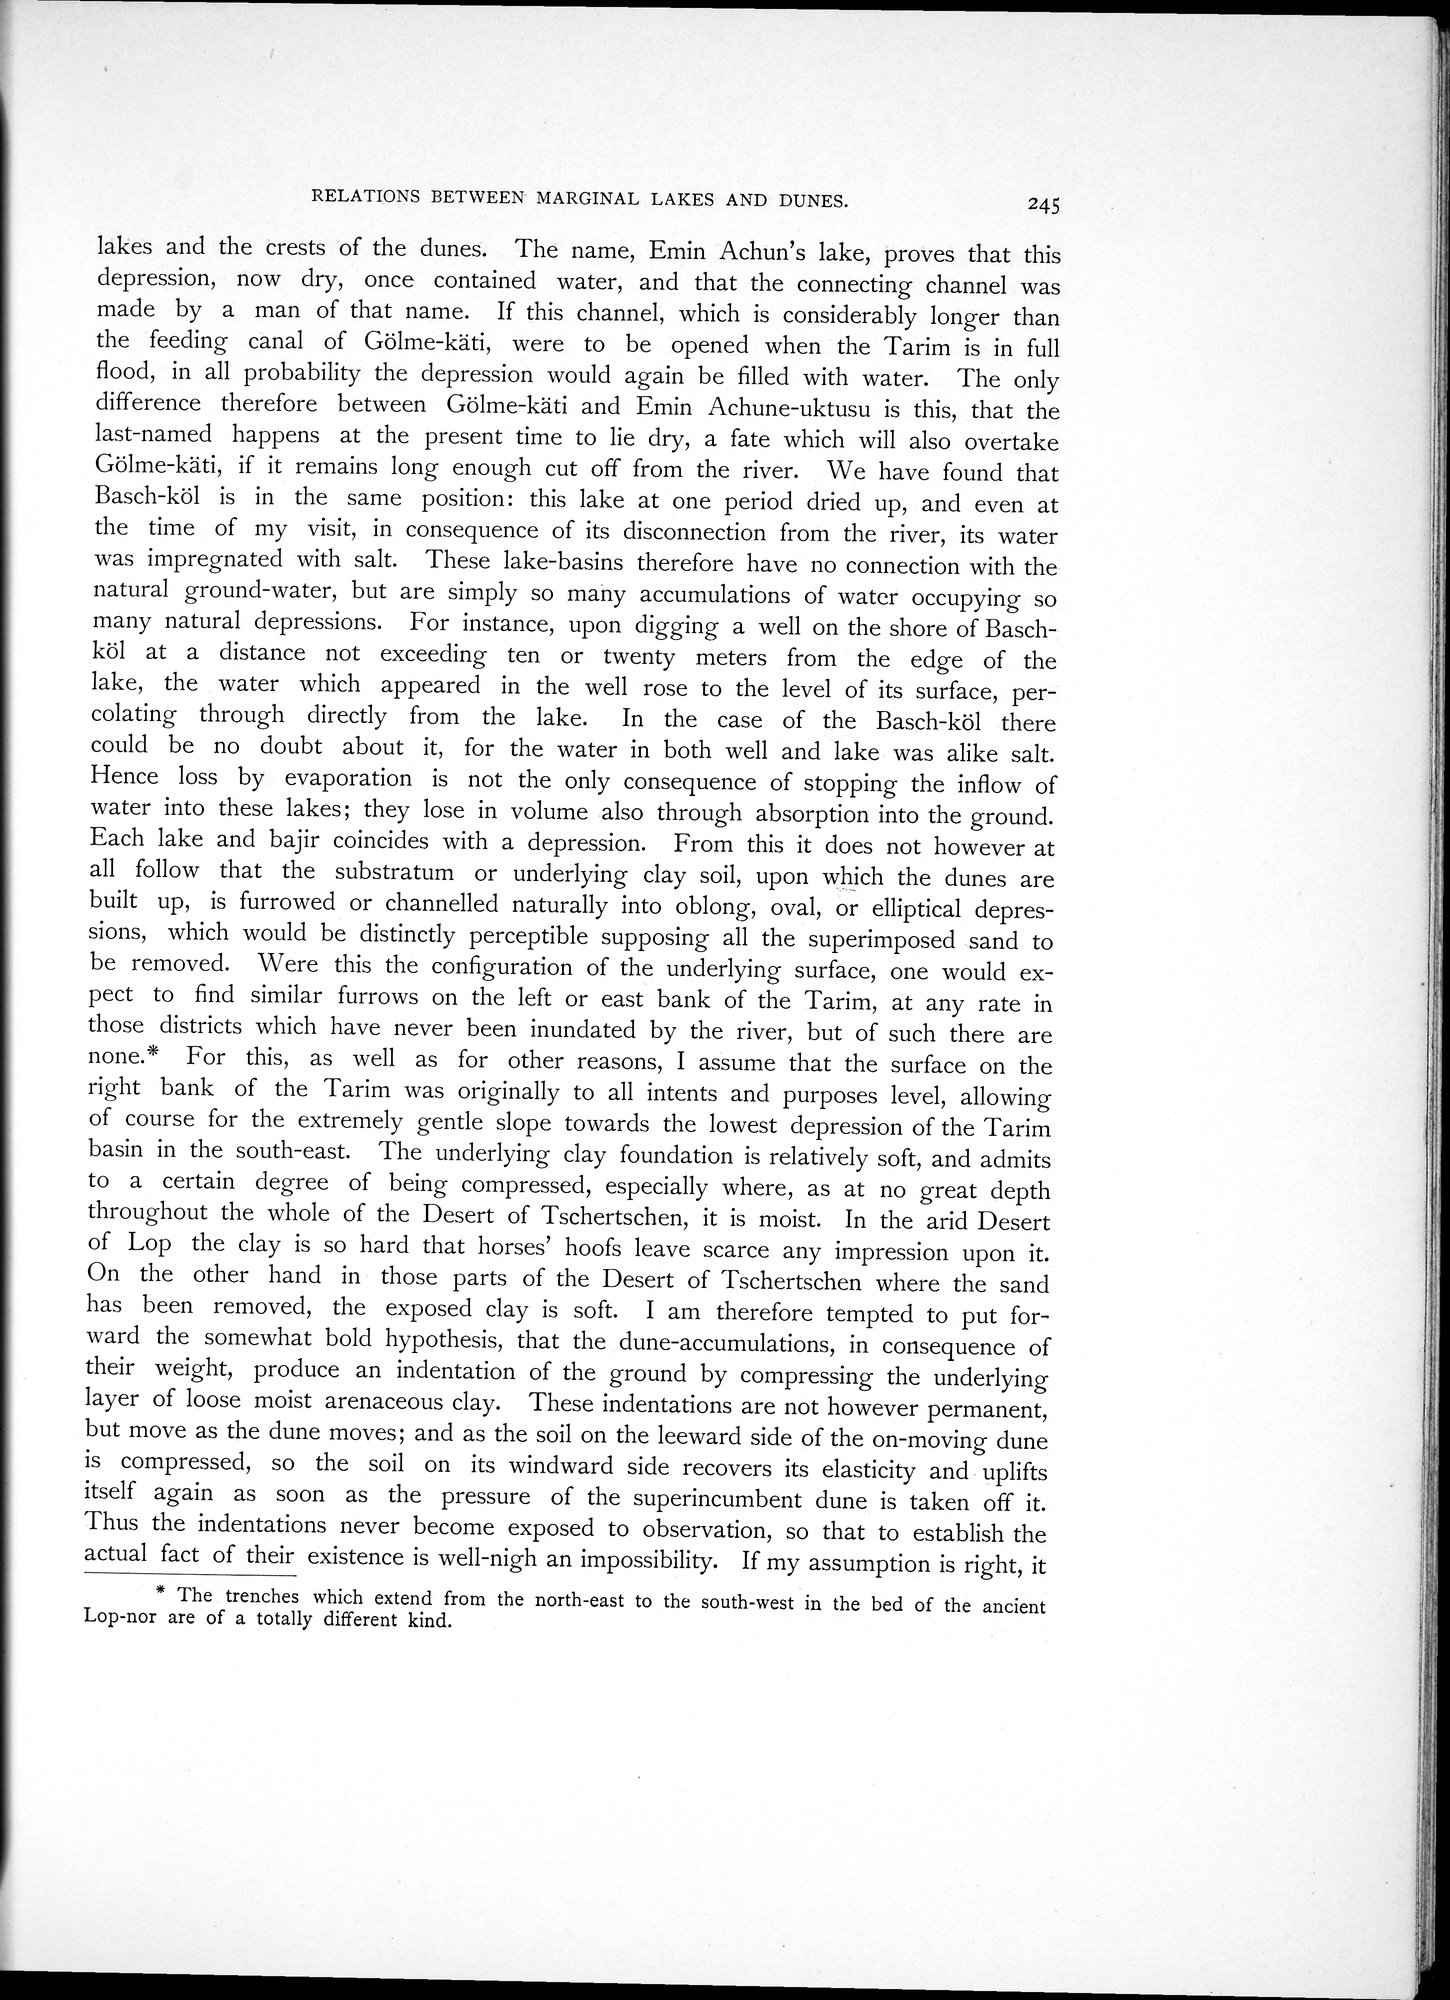 RELATIONS BETWEEN MARGINAL LAKES AND DUNES. 245
lakes and the crests of the dunes. The name, Emin Achun's lake, proves that this
depression, now dry, once contained water, and that the connecting channel was
made by a man of that name. If this channel, which is considerably longer than
the feeding canal of Gölme-käti, were to be opened when the Tarim is in full
flood, in all probability the depression would again be filled with water. The only
difference therefore between Gölme-käti and Emin Achune-uktusu is this, that the
last-named happens at the present time to lie dry, a fate which will also overtake
Gölme-käti, if it remains long enough cut off from the river. We have found that
Basch-köl is in the same position: this lake at one period dried up, and even at
the time of my visit, in consequence of its disconnection from the river, its water
was impregnated with salt. These lake-basins therefore have no connection with the
natural ground-water, but are simply so many accumulations of water occupying so
many natural depressions. For instance, upon digging a well on the shore of Basch-
köl at a distance not exceeding ten or twenty meters from the edge of the
lake, the water which appeared in the well rose to the level of its surface, per-
colating through directly from the lake. In the case of the Basch-köl there
could be no doubt about it, for the water in both well and lake was alike salt.
Hence loss by evaporation is not the only consequence of stopping the inflow of
water into these lakes; they lose in volume also through absorption into the ground.
Each lake and bajir coincides with a depression. From this it does not however at
all follow that the substratum or underlying clay soil, upon which the dunes are
built up, is furrowed or channelled naturally into oblong, oval, or elliptical depres-
sions, which would be distinctly perceptible supposing all the superimposed sand to
be removed. Were this the configuration of the underlying surface, one would ex-
pect to find similar furrows on the left or east bank of the Tarim, at any rate in
those districts which have never been inundated by the river, but of such there are
none.* For this, as well as for other reasons, I assume that the surface on the
right bank of the Tarim was originally to all intents and purposes level, allowing
of course for the extremely gentle slope towards the lowest depression of the Tarim
basin in the south-east. The underlying clay foundation is relatively soft, and admits
to a certain degree of being compressed, especially where, as at no great depth
throughout the whole of the Desert of Tschertschen, it is moist. In the arid Desert
of Lop the clay is so hard that horses' hoofs leave scarce any impression upon it.
On the other hand in those parts of the Desert of Tschertschen where the sand
has been removed, the exposed clay is soft. I am therefore tempted to put for-
ward the somewhat bold hypothesis, that the dune-accumulations, in consequence of
their weight, produce an indentation of the ground by compressing the underlying
layer of loose moist arenaceous clay. These indentations are not however permanent,
but move as the dune moves; and as the soil on the leeward side of the on-moving dune
is compressed, so the soil on its windward side recovers its elasticity and uplifts
itself again as soon as the pressure of the superincumbent dune is taken off it.
Thus the indentations never become exposed to observation, so that to establish the
actual fact of their existence is well-nigh an impossibility. If my assumption is right, it
* The trenches which extend from the north-east to the south-west in the bed of the ancient
Lop-nor are of a totally different kind.